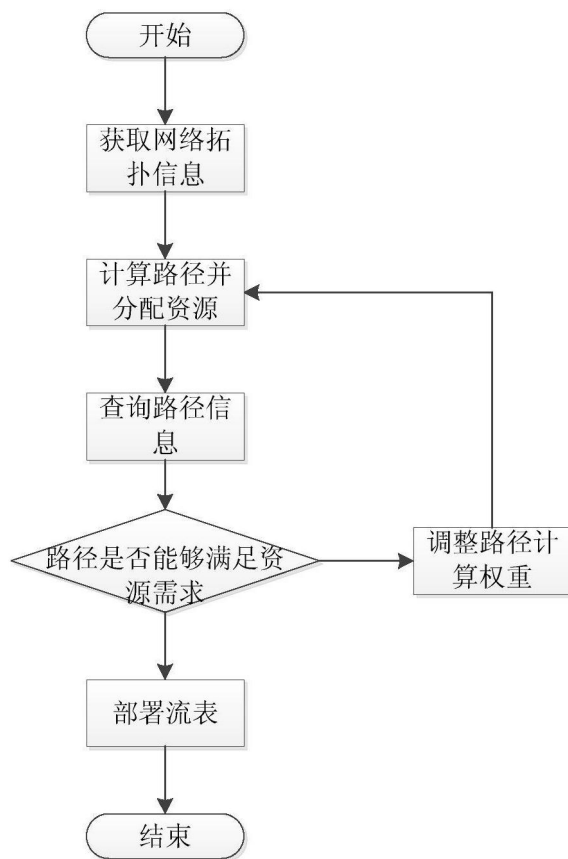 开始
获取网络拓
扑信息
计算路径并
分配资源
查询路径信
息
路径是否能够满足资
源需求
调整路径计
算权重
部署流表
结束